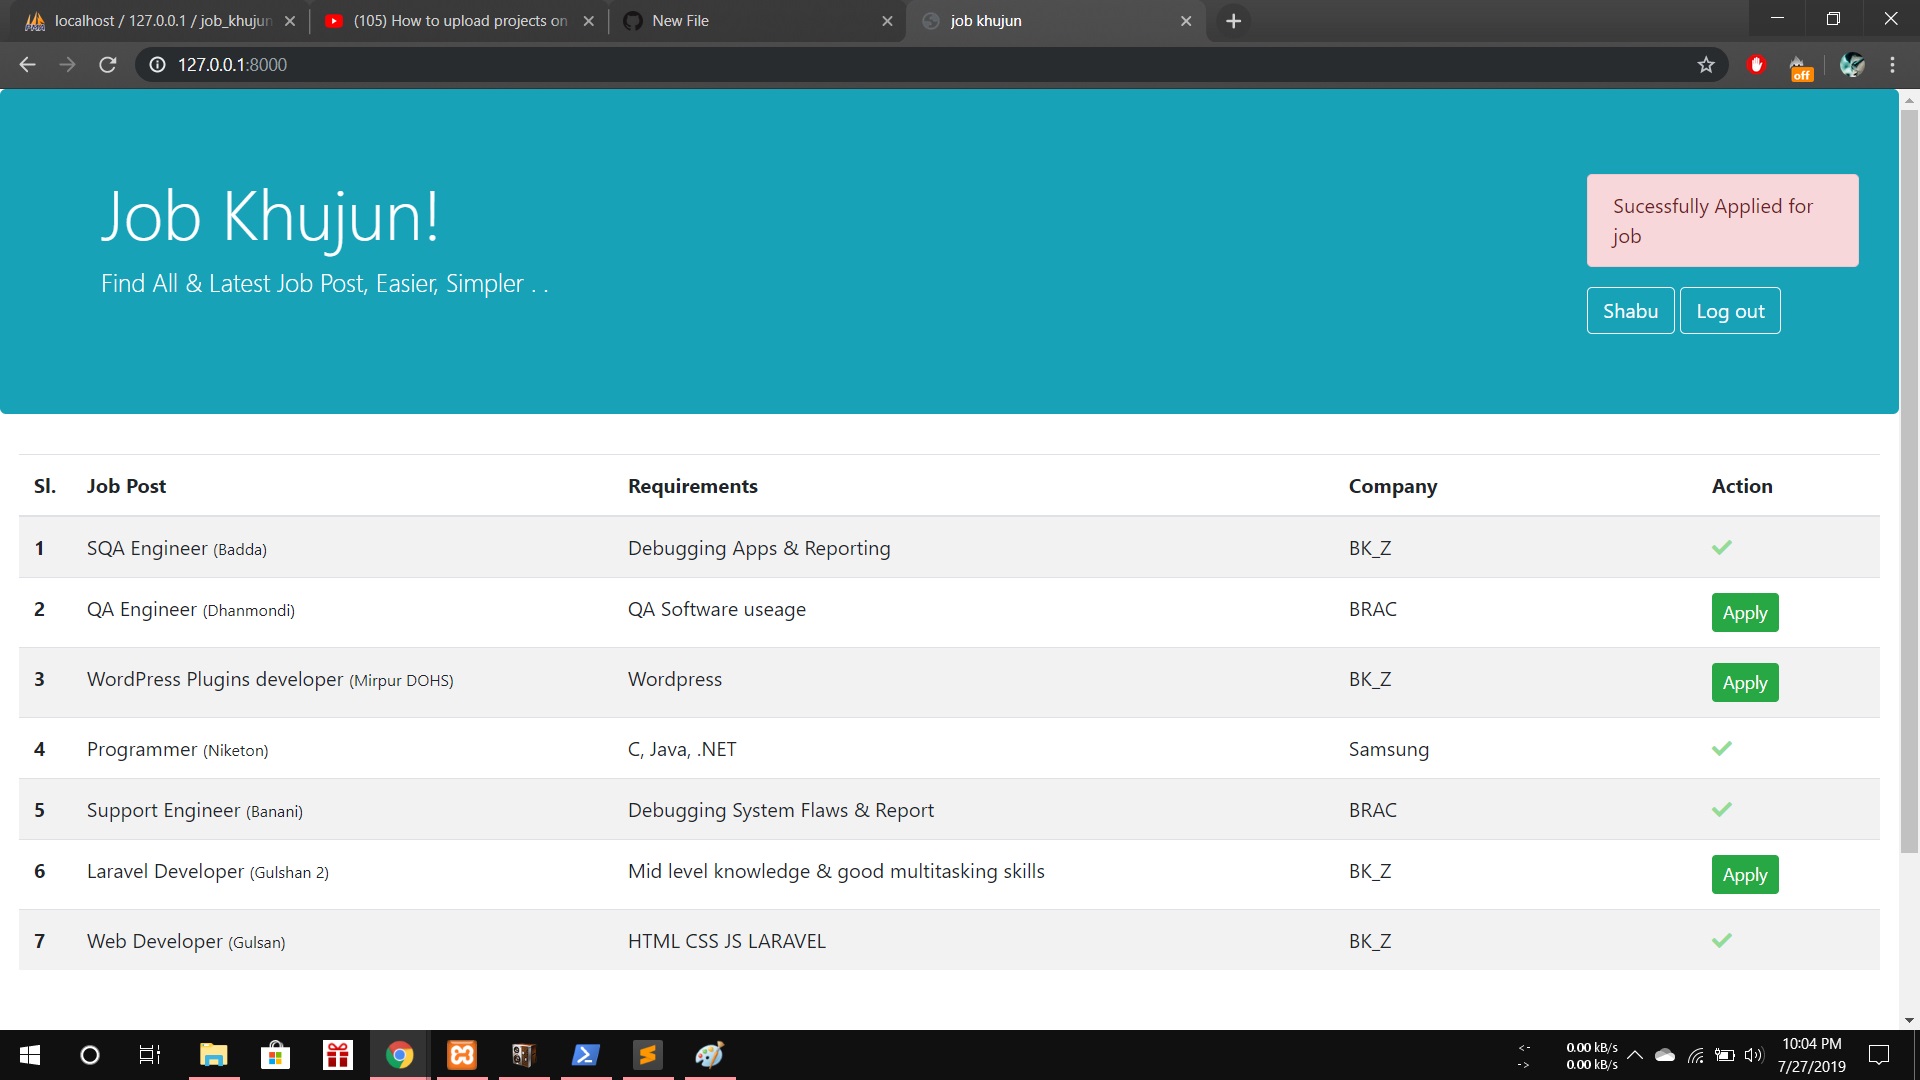 localhost / 127.0.0.1 / job_khujun
(105) How to upload projects on
New File
job khujun
127.0.0.1:8000
off
Job Khujun!
Find All & Latest Job Post, Easier, Simpler . .
Sucessfully Applied for
job
Shabu
Log out
Sl. Job Post Requirements Company Action
1 SQA Engineer (Badda) Debugging Apps & Reporting BK_Z
2 QA Engineer (Dhanmondi) QA Software useage BRAC Apply
3 WordPress Plugins developer (Mirpur DOHS) Wordpress BK_Z Apply
4 Programmer (Niketon) C, Java, .NET Samsung
5 Support Engineer (Banani) Debugging System Flaws & Report BRAC
6 Laravel Developer (Gulshan 2) Mid level knowledge & good multitasking skills BK_Z Apply
7 Web Developer (Gulsan) HTML CSS JS LARAVEL BK_Z
<- 0.00 kB/s
-> 0.00 kB/s
10:04 PM
7/27/2019